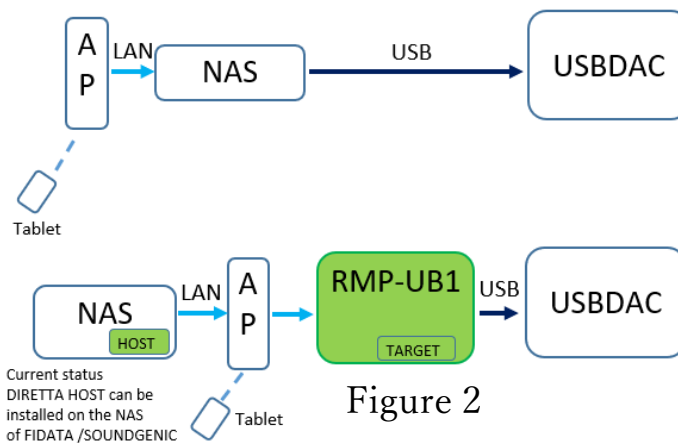 A
P
LAN
NAS
USB
USBDAC
Tablet
NAS
HOST
LAN
A
P
RMP-UB1
TARGET
USB
USBDAC
Current status
DIRETTA HOST can be
installed on the NAS
of FIDATA /SOUNDGENIC
Tablet
Figure 2